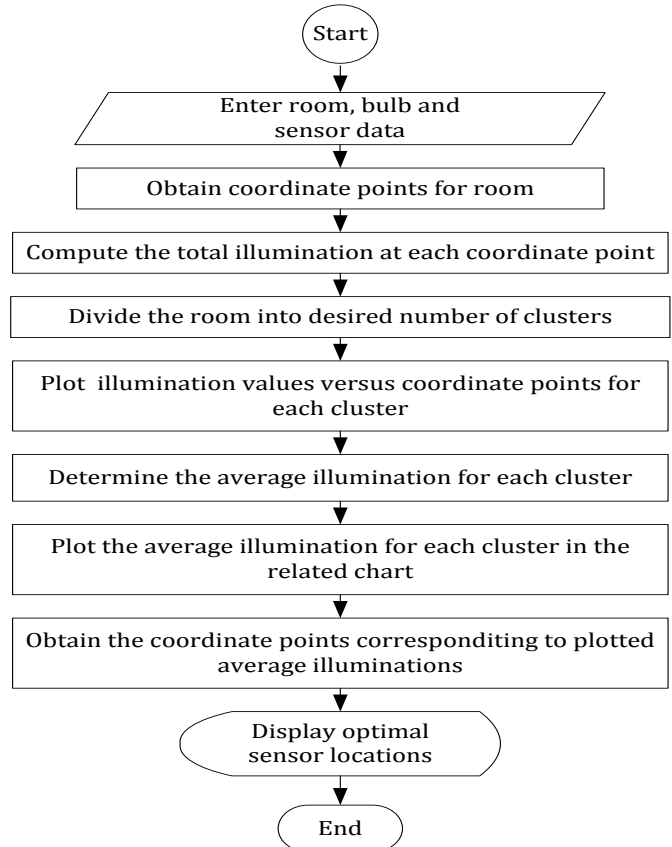 Start
Enter room, bulb and
sensor data
Obtain coordinate points for room
Compute the total illumination at each coordinate point
Divide the room into desired number of clusters
Plot illumination values versus coordinate points for
each cluster
Determine the average illumination for each cluster
Plot the average illumination for each cluster in the
related chart
Obtain the coordinate points corresponditing to plotted
average illuminations
Display optimal
sensor locations
End